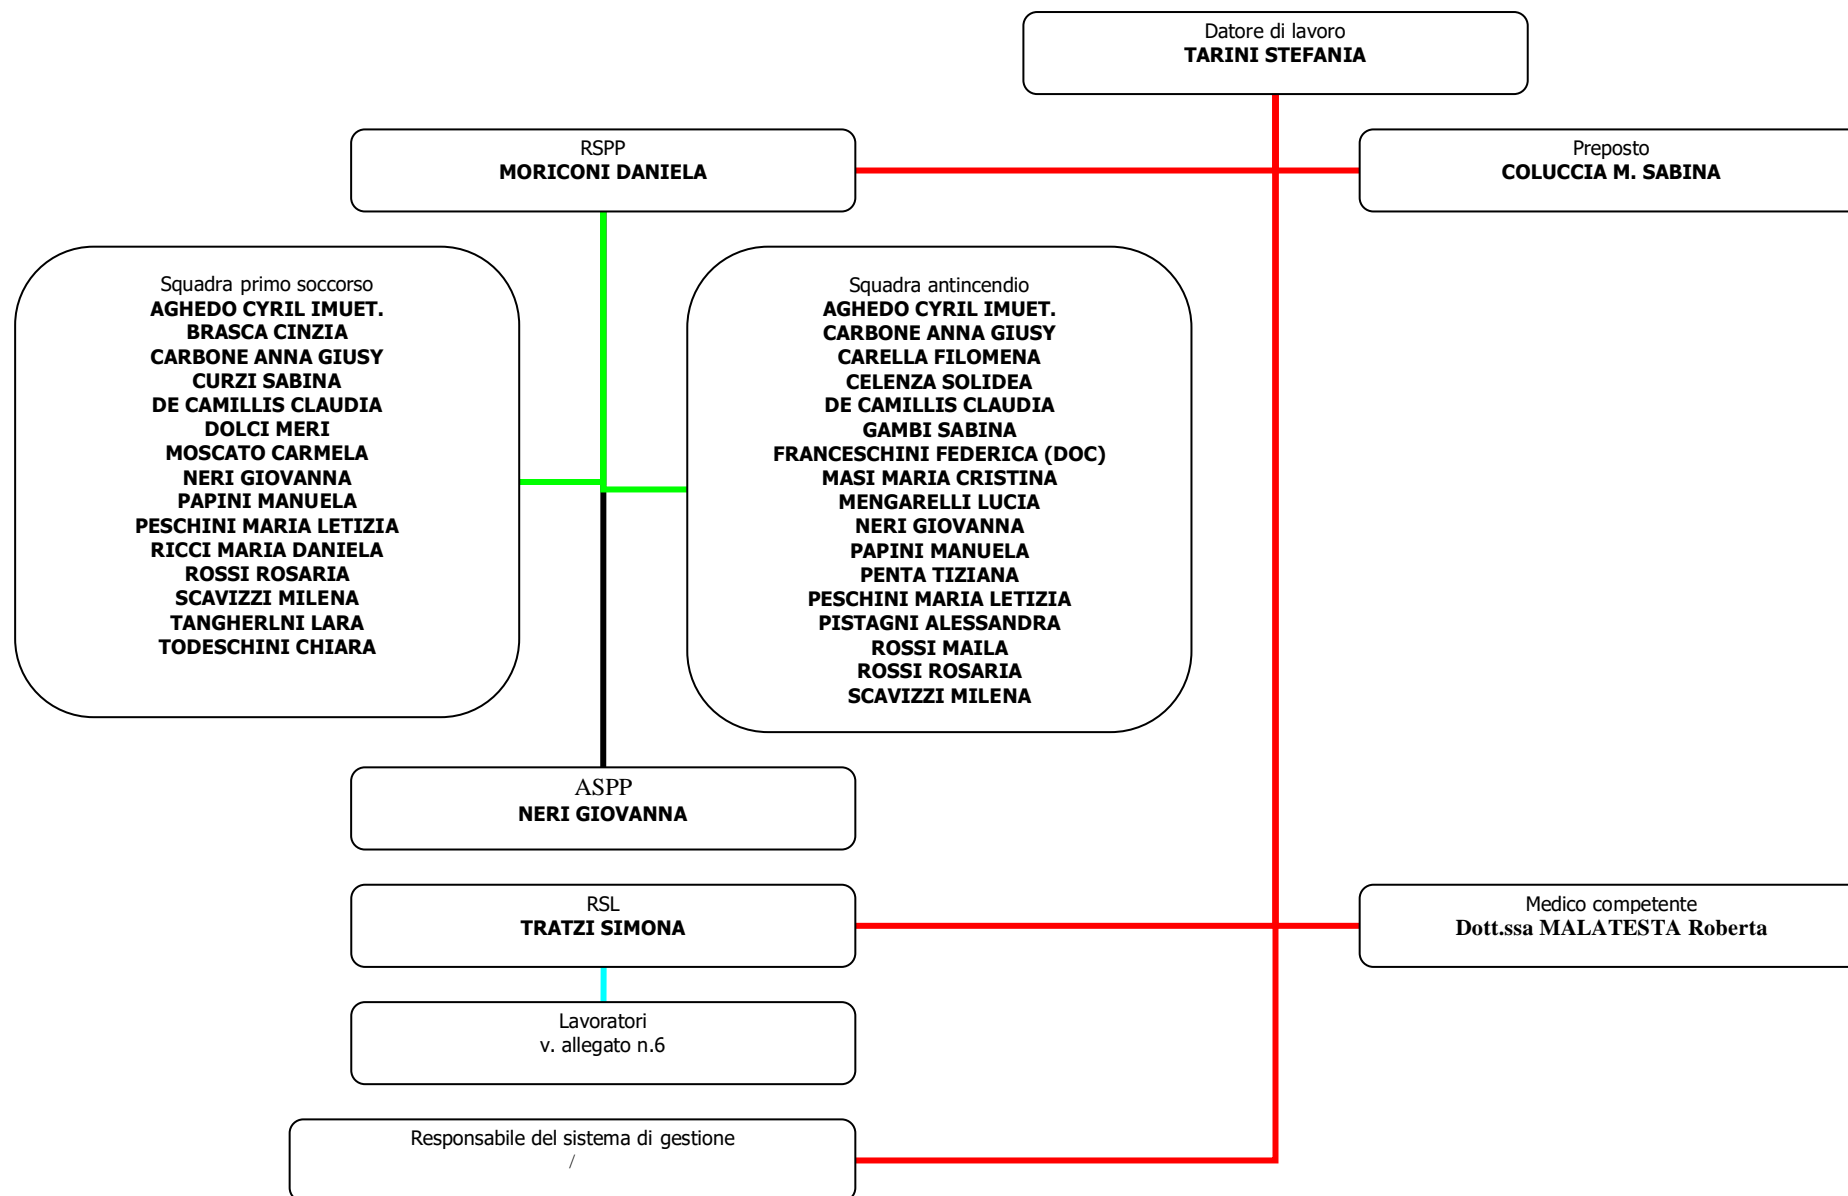 Datore di lavoro
TARINI STEFANIA
RSPP
MORICONI DANIELA
Preposto
COLUCCIA M. SABINA
Squadra primo soccorso
AGHEDO CYRIL IMUET.
BRASCA CINZIA
CARBONE ANNA GIUSY
CURZI SABINA
DE CAMILLIS CLAUDIA
DOLCI MERI
MOSCATO CARMELA
NERI GIOVANNA
PAPINI MANUELA
PESCHINI MARIA LETIZIA
RICCI MARIA DANIELA
ROSSI ROSARIA
SCAVIZZI MILENA
TANGHERLNI LARA
TODESCHINI CHIARA
Squadra antincendio
AGHEDO CYRIL IMUET.
CARBONE ANNA GIUSY
CARELLA FILOMENA
CELENZA SOLIDEA
DE CAMILLIS CLAUDIA
GAMBI SABINA
FRANCESCHINI FEDERICA (DOC)
MASI MARIA CRISTINA
MENGARELLI LUCIA
NERI GIOVANNA
PAPINI MANUELA
PENTA TIZIANA
PESCHINI MARIA LETIZIA
PISTAGNI ALESSANDRA
ROSSI MAILA
ROSSI ROSARIA
SCAVIZZI MILENA
ASPP
NERI GIOVANNA
RSL
TRATZI SIMONA
Medico competente
Dott.ssa MALATESTA Roberta
Lavoratori
v. allegato n.6
Responsabile del sistema di gestione
/